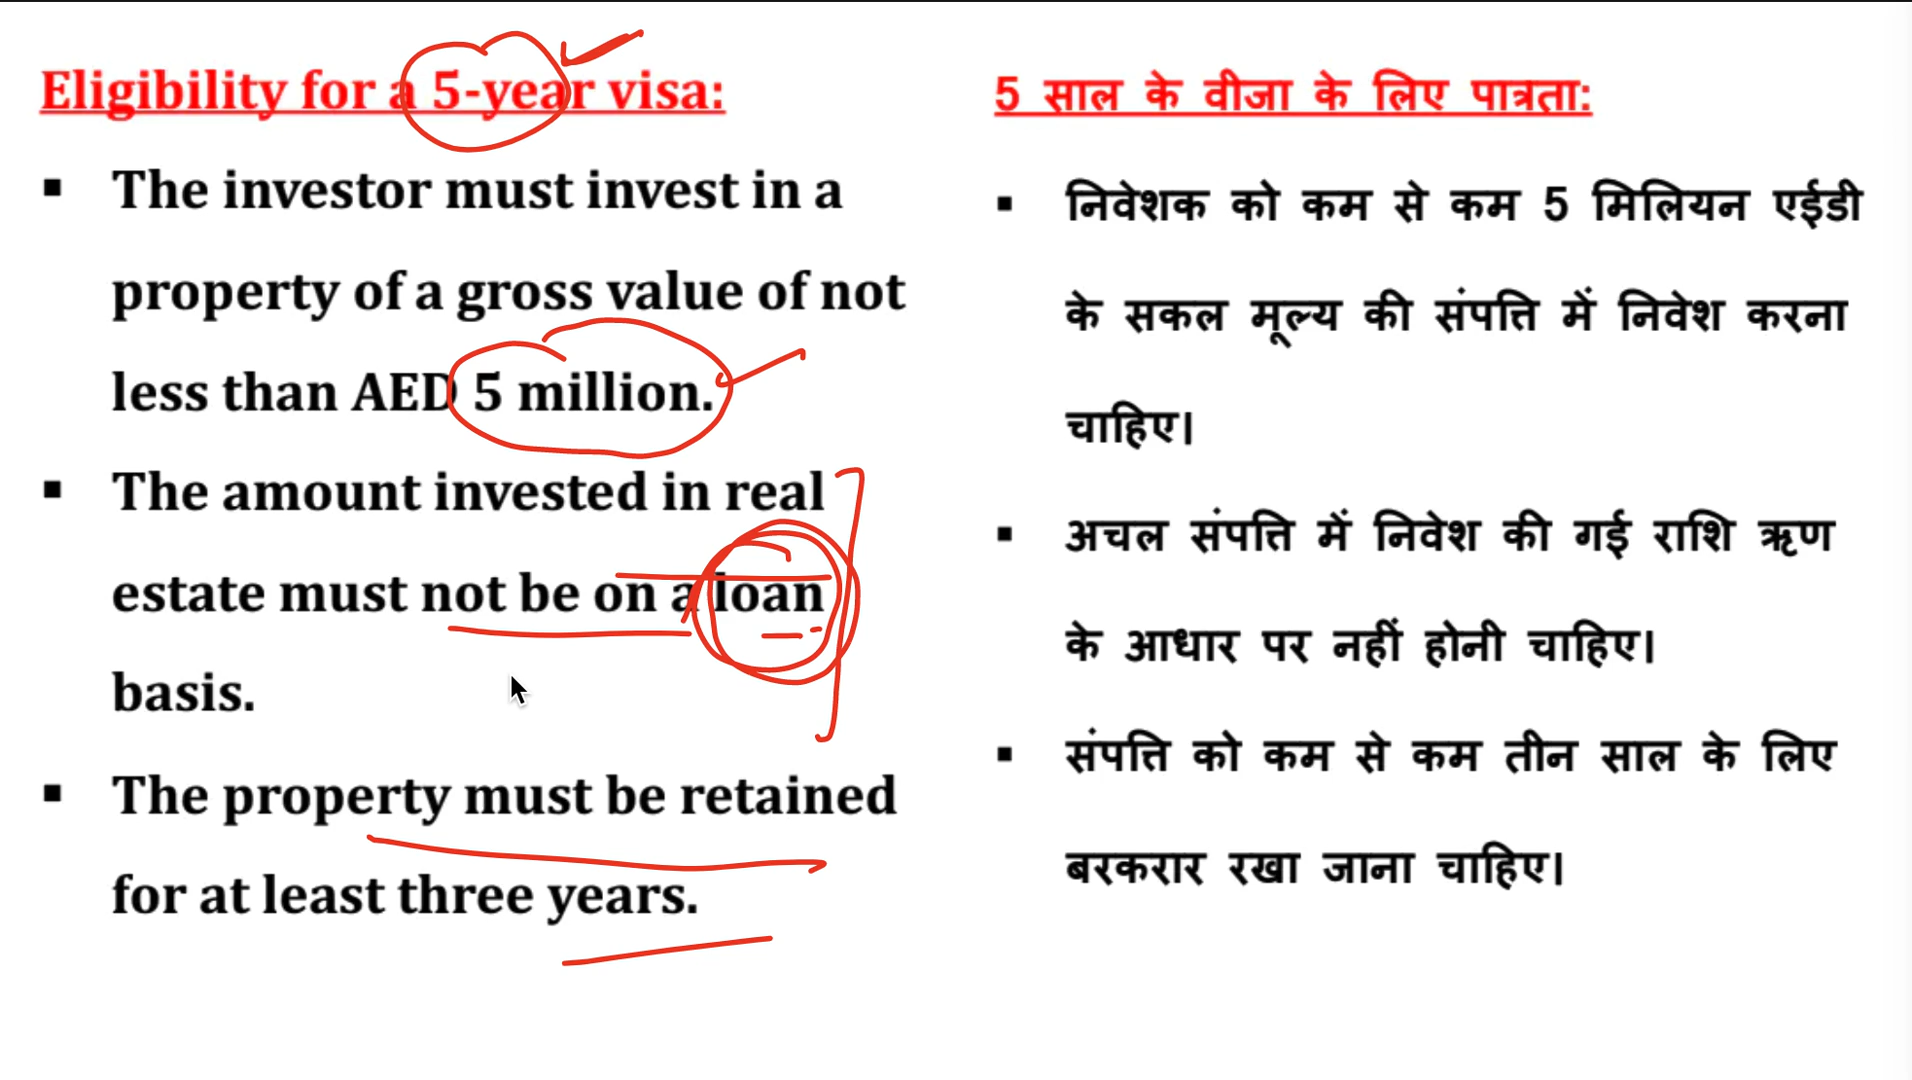 Eligibility for a 5-year visa:
▪ The investor must invest in a
property of a gross value of not
less than AED 5 million.
▪ The amount invested in real
estate must not be on a loan
basis.
▪ The property must be retained
for at least three years.
5 साल के वीजा के लिए पात्रता:
▪ निवेशक को कम से कम 5 मिलियन एईडी
के सकल मूल्य की संपत्ति में निवेश करना
चाहिए।
▪ अचल संपत्ति में निवेश की गई राशि ऋण
के आधार पर नहीं होनी चाहिए।
▪ संपत्ति को कम से कम तीन साल के लिए
बरकरार रखा जाना चाहिए।